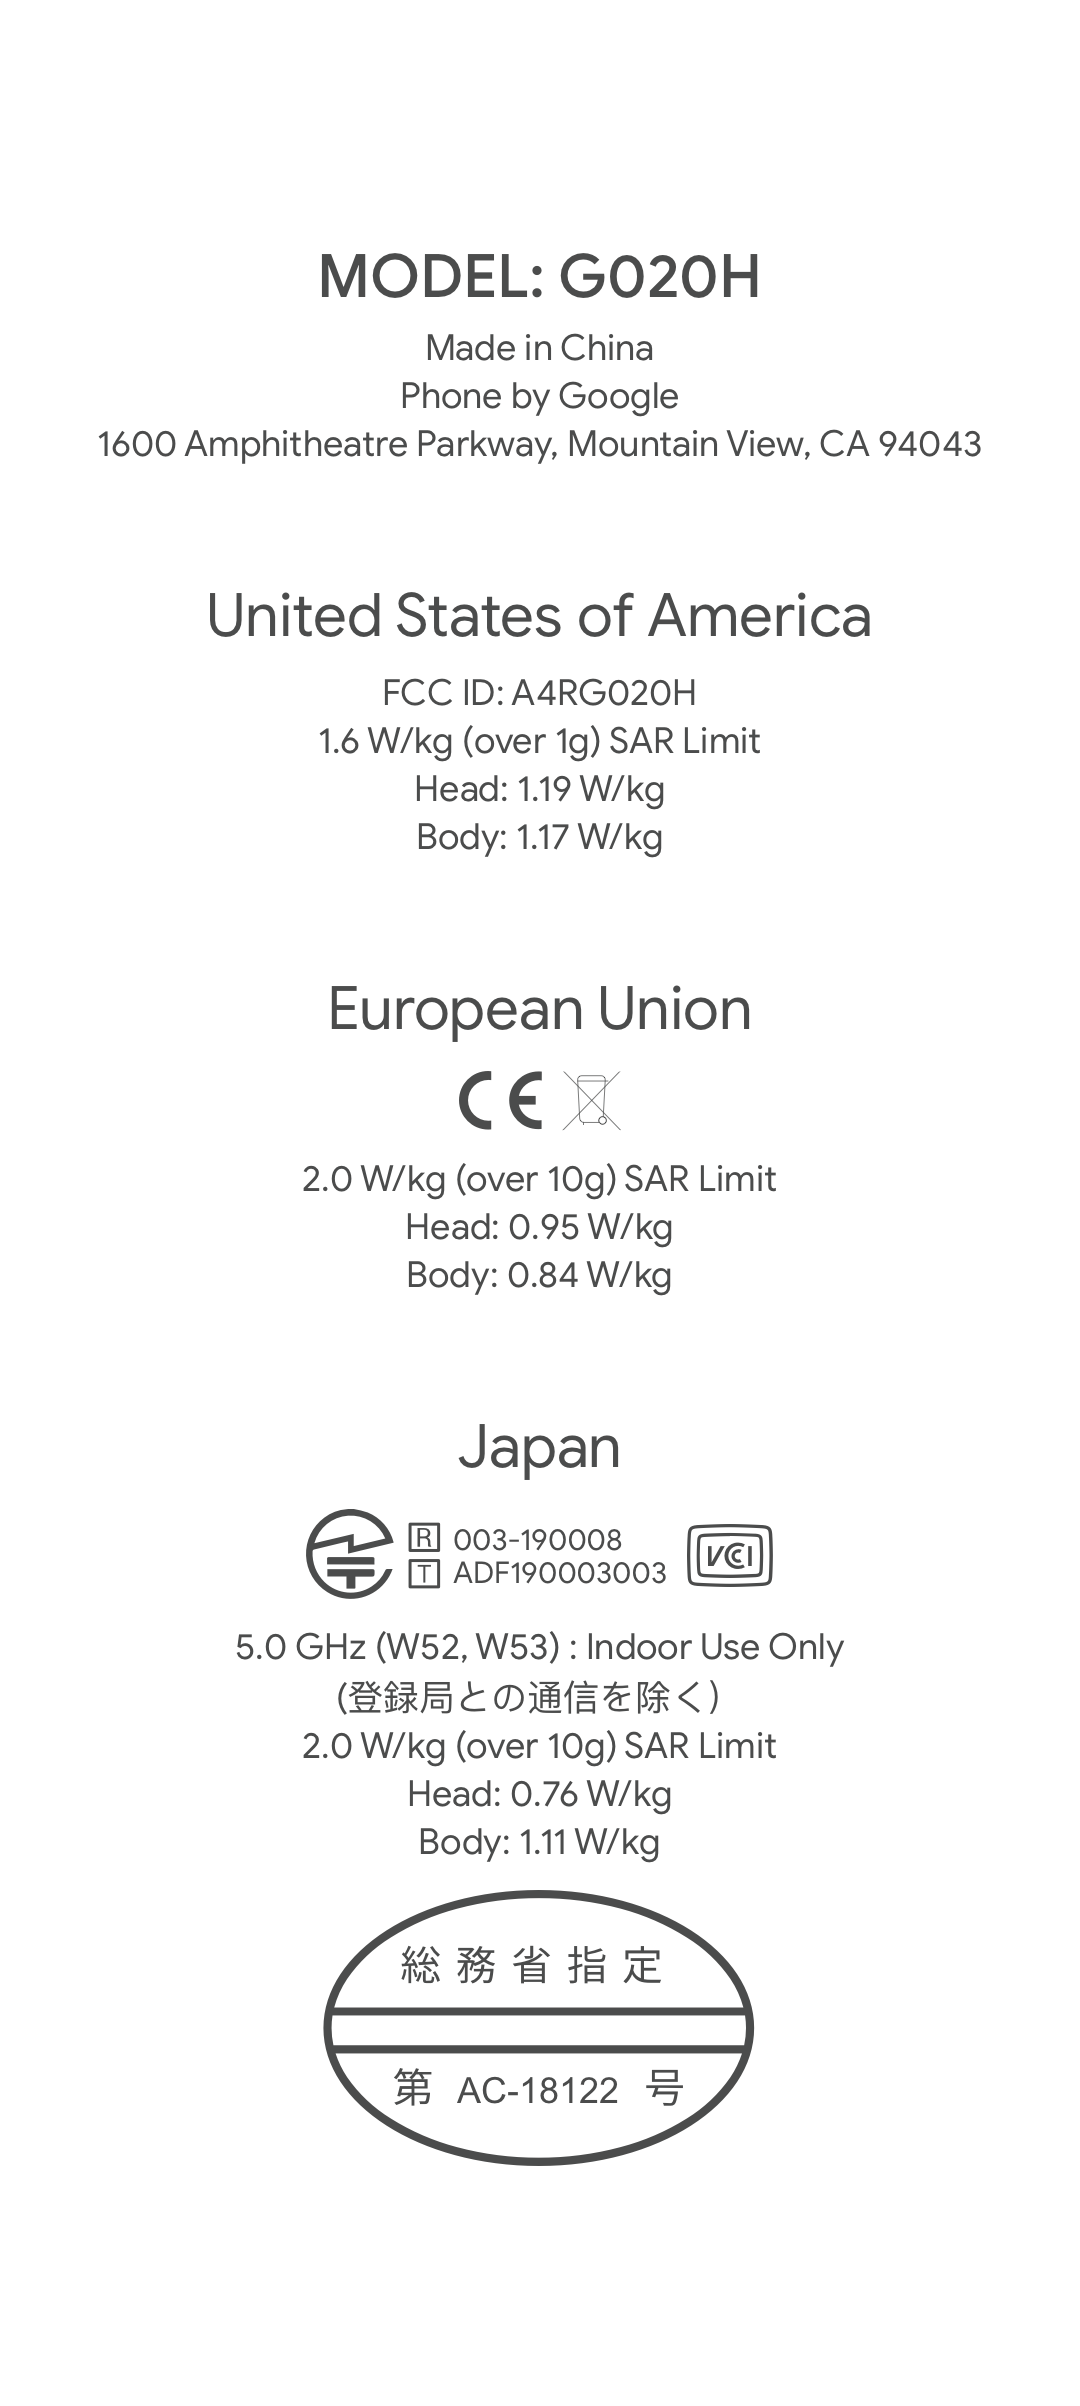 MODEL: G020H
Made in China
Phone by Google
1600 Amphitheatre Parkway, Mountain View, CA 94043
United States of America
FCC ID: A4RG020H
1.6 W/kg (over 1g) SAR Limit
Head: 1.19 W/kg
Body: 1.17 W/kg
European Union
CE
2.0 W/kg (over 10g) SAR Limit
Head: 0.95 W/kg
Body: 0.84 W/kg
Japan
R 003-190008
T ADF190003003
VCCI
5.0 GHz (W52, W53) : Indoor Use Only
(登録局との通信を除く)
2.0 W/kg (over 10g) SAR Limit
Head: 0.76 W/kg
Body: 1.11 W/kg
総務省指定
第 AC-18122 号